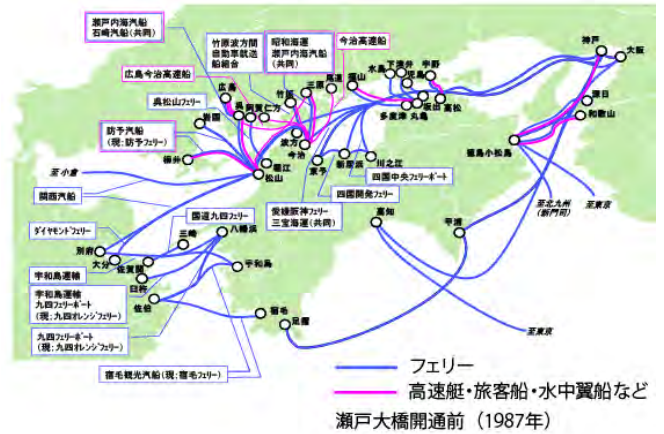 瀬戸内海汽船
石崎汽船(共同)
竹原波方間
自動車航送
船組合
昭和海運
瀬戸内海汽船
(共同)
今治高速船
広島今治高速船
呉松山フェリー
防予汽船
(現:防予フェリー)
関西汽船
ダイヤモンドフェリー
国道九四フェリー
宇和島運輸
宇和島運輸
九四フェリーボート
(現:九四オレンジフェリー)
九四フェリーボート
(現:九四オレンジフェリー)
宿毛観光汽船(現:宿毛フェリー)
愛媛阪神フェリー
三宝海運(共同)
四国開発フェリー
四国中央フェリーボート
広島
呉
阿賀
仁方
竹原
三原
尾道
福山
水島
下津井
児島
宇野
神戸
大阪
深日
和歌山
岩国
柳井
堀江
松山
波方
今治
東予
新居浜
川之江
多度津
丸亀
坂出
高松
徳島小松島
至小倉
至北九州
(新門司)
至東京
高知
甲浦
至東京
別府
大分
佐賀関
臼杵
佐伯
三崎
八幡浜
宇和島
宿毛
足摺
フェリー
高速艇・旅客船・水中翼船など
瀬戸大橋開通前(1987年)